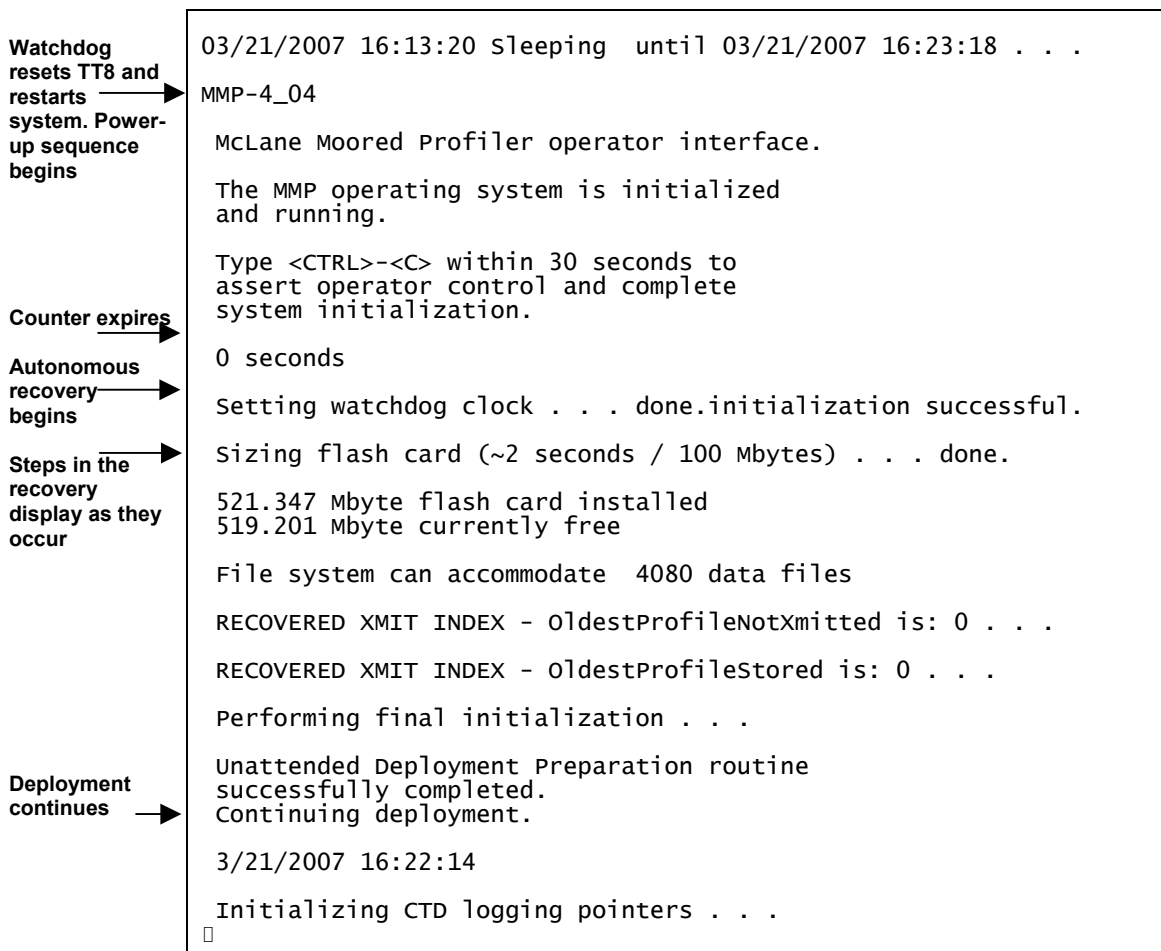 03/21/2007 16:13:20 Sleeping  until 03/21/2007 16:23:18 . . .
Watchdog
resets TT8 and
restarts
system. Power-
up sequence
begins
MMP-4_04
McLane Moored Profiler operator interface.
The MMP operating system is initialized
and running.
Type <CTRL>-<C> within 30 seconds to
assert operator control and complete
system initialization.
Counter expires
0 seconds
Autonomous
recovery
begins
Setting watchdog clock . . . done.initialization successful.
Steps in the
recovery
display as they
occur
Sizing flash card (~2 seconds / 100 Mbytes) . . . done.
521.347 Mbyte flash card installed
519.201 Mbyte currently free
File system can accommodate  4080 data files
RECOVERED XMIT INDEX - OldestProfileNotXmitted is: 0 . . .
RECOVERED XMIT INDEX - OldestProfileStored is: 0 . . .
Performing final initialization . . .
Unattended Deployment Preparation routine
successfully completed.
Deployment
continues
Continuing deployment.
3/21/2007 16:22:14
Initializing CTD logging pointers . . .